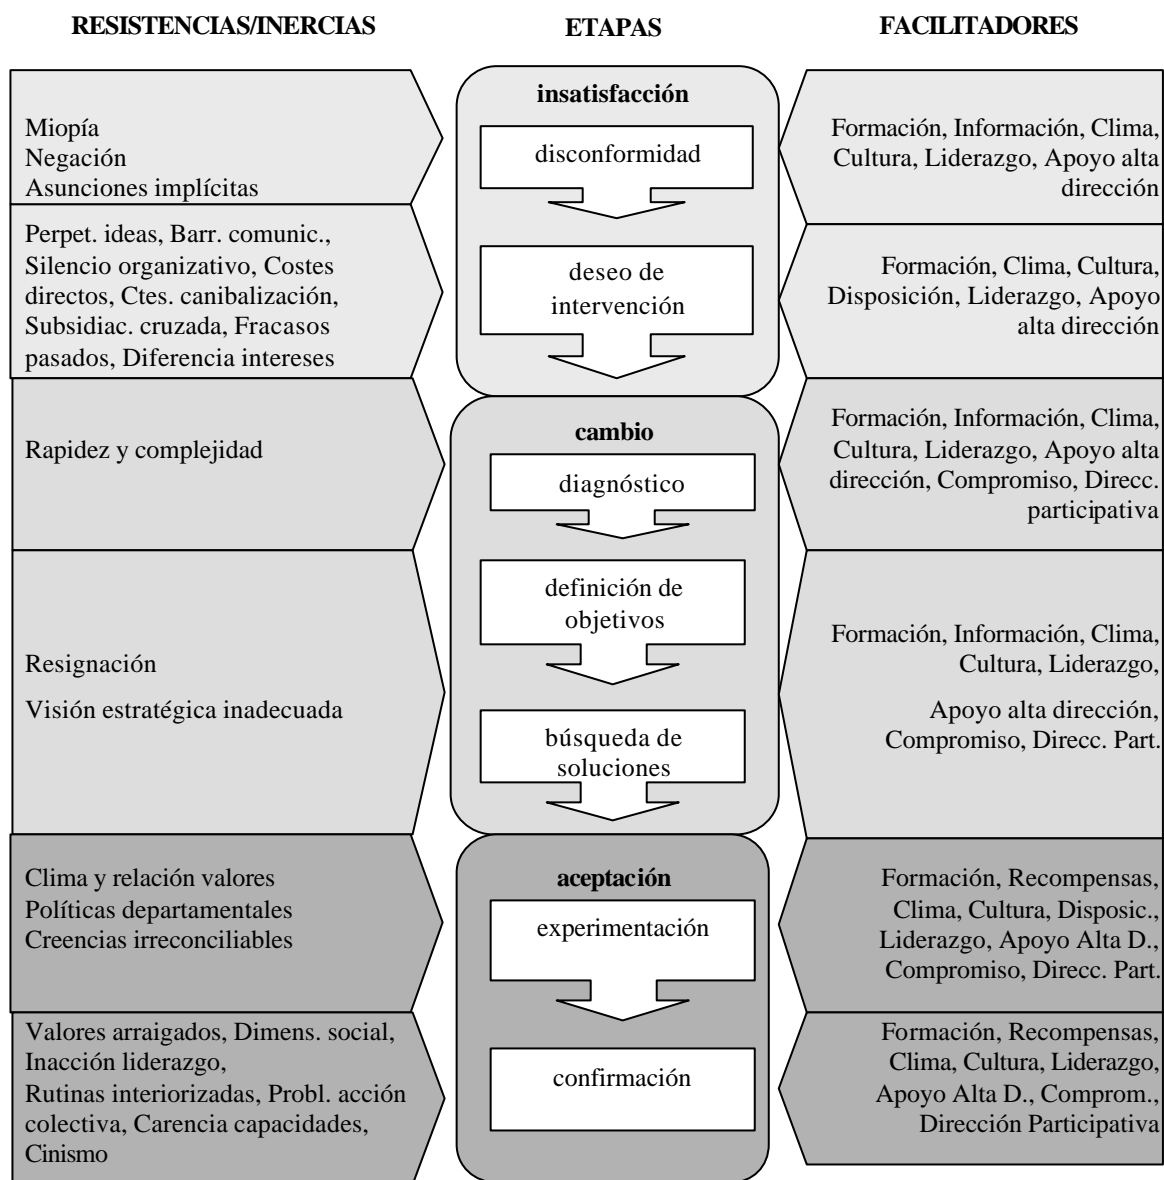 RESISTENCIAS/INERCIAS
ETAPAS
FACILITADORES
Miopía
Negación
Asunciones implícitas
insatisfacción
disconformidad
Formación, Información, Clima,
Cultura, Liderazgo, Apoyo alta
dirección
Perpet. ideas, Barr. comunic.,
Silencio organizativo, Costes
directos, Ctes. canibalización,
Subsidiac. cruzada, Fracasos
pasados, Diferencia intereses
deseo de
intervención
Formación, Clima, Cultura,
Disposición, Liderazgo, Apoyo
alta dirección
Rapidez y complejidad
cambio
diagnóstico
Formación, Información, Clima,
Cultura, Liderazgo, Apoyo alta
dirección, Compromiso, Direcc.
participativa
Resignación
Visión estratégica inadecuada
definición de
objetivos
búsqueda de
soluciones
Formación, Información, Clima,
Cultura, Liderazgo,
Apoyo alta dirección,
Compromiso, Direcc. Part.
Clima y relación valores
Políticas departamentales
Creencias irreconciliables
aceptación
experimentación
Formación, Recompensas,
Clima, Cultura, Disposic.,
Liderazgo, Apoyo Alta D.,
Compromiso, Direcc. Part.
Valores arraigados, Dimens. social,
Inacción liderazgo,
Rutinas interiorizadas, Probl. acción
colectiva, Carencia capacidades,
Cinismo
confirmación
Formación, Recompensas,
Clima, Cultura, Liderazgo,
Apoyo Alta D., Comprom.,
Dirección Participativa